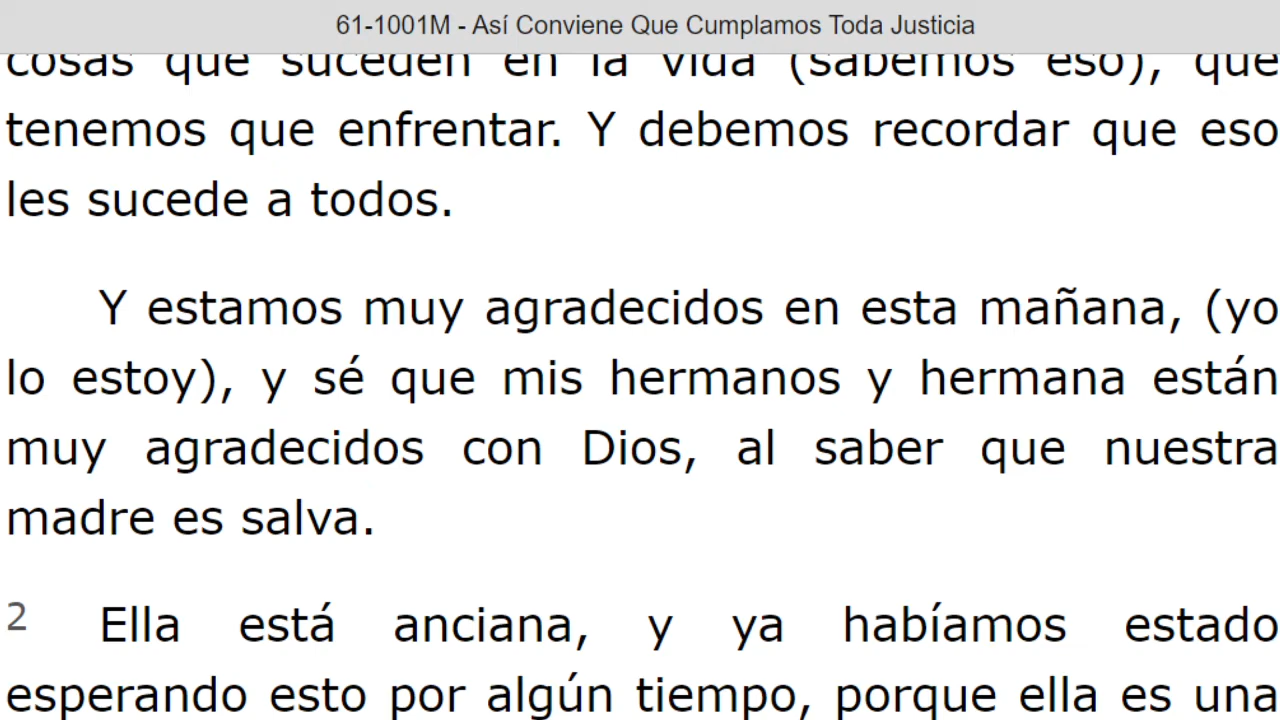 61-1001M - Así Conviene Que Cumplamos Toda Justicia
cosas que suceden en la vida (sabemos eso), que
tenemos que enfrentar. Y debemos recordar que eso
les sucede a todos.
Y estamos muy agradecidos en esta mañana, (yo
lo estoy), y sé que mis hermanos y hermana están
muy agradecidos con Dios, al saber que nuestra
madre es salva.
2 Ella está anciana, y ya habíamos estado
esperando esto por algún tiempo, porque ella es una